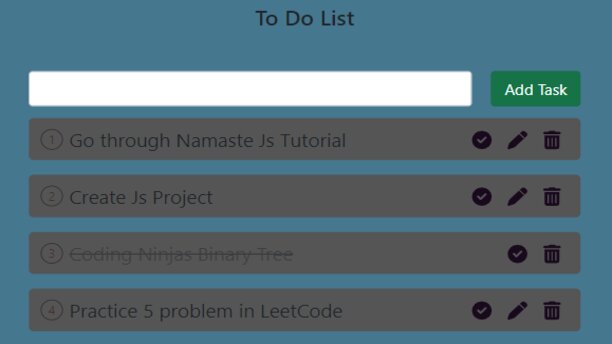 To Do List
Add Task
1 Go through Namaste Js Tutorial
2 Create Js Project
3 Coding Ninjas Binary Tree
4 Practice 5 problem in LeetCode